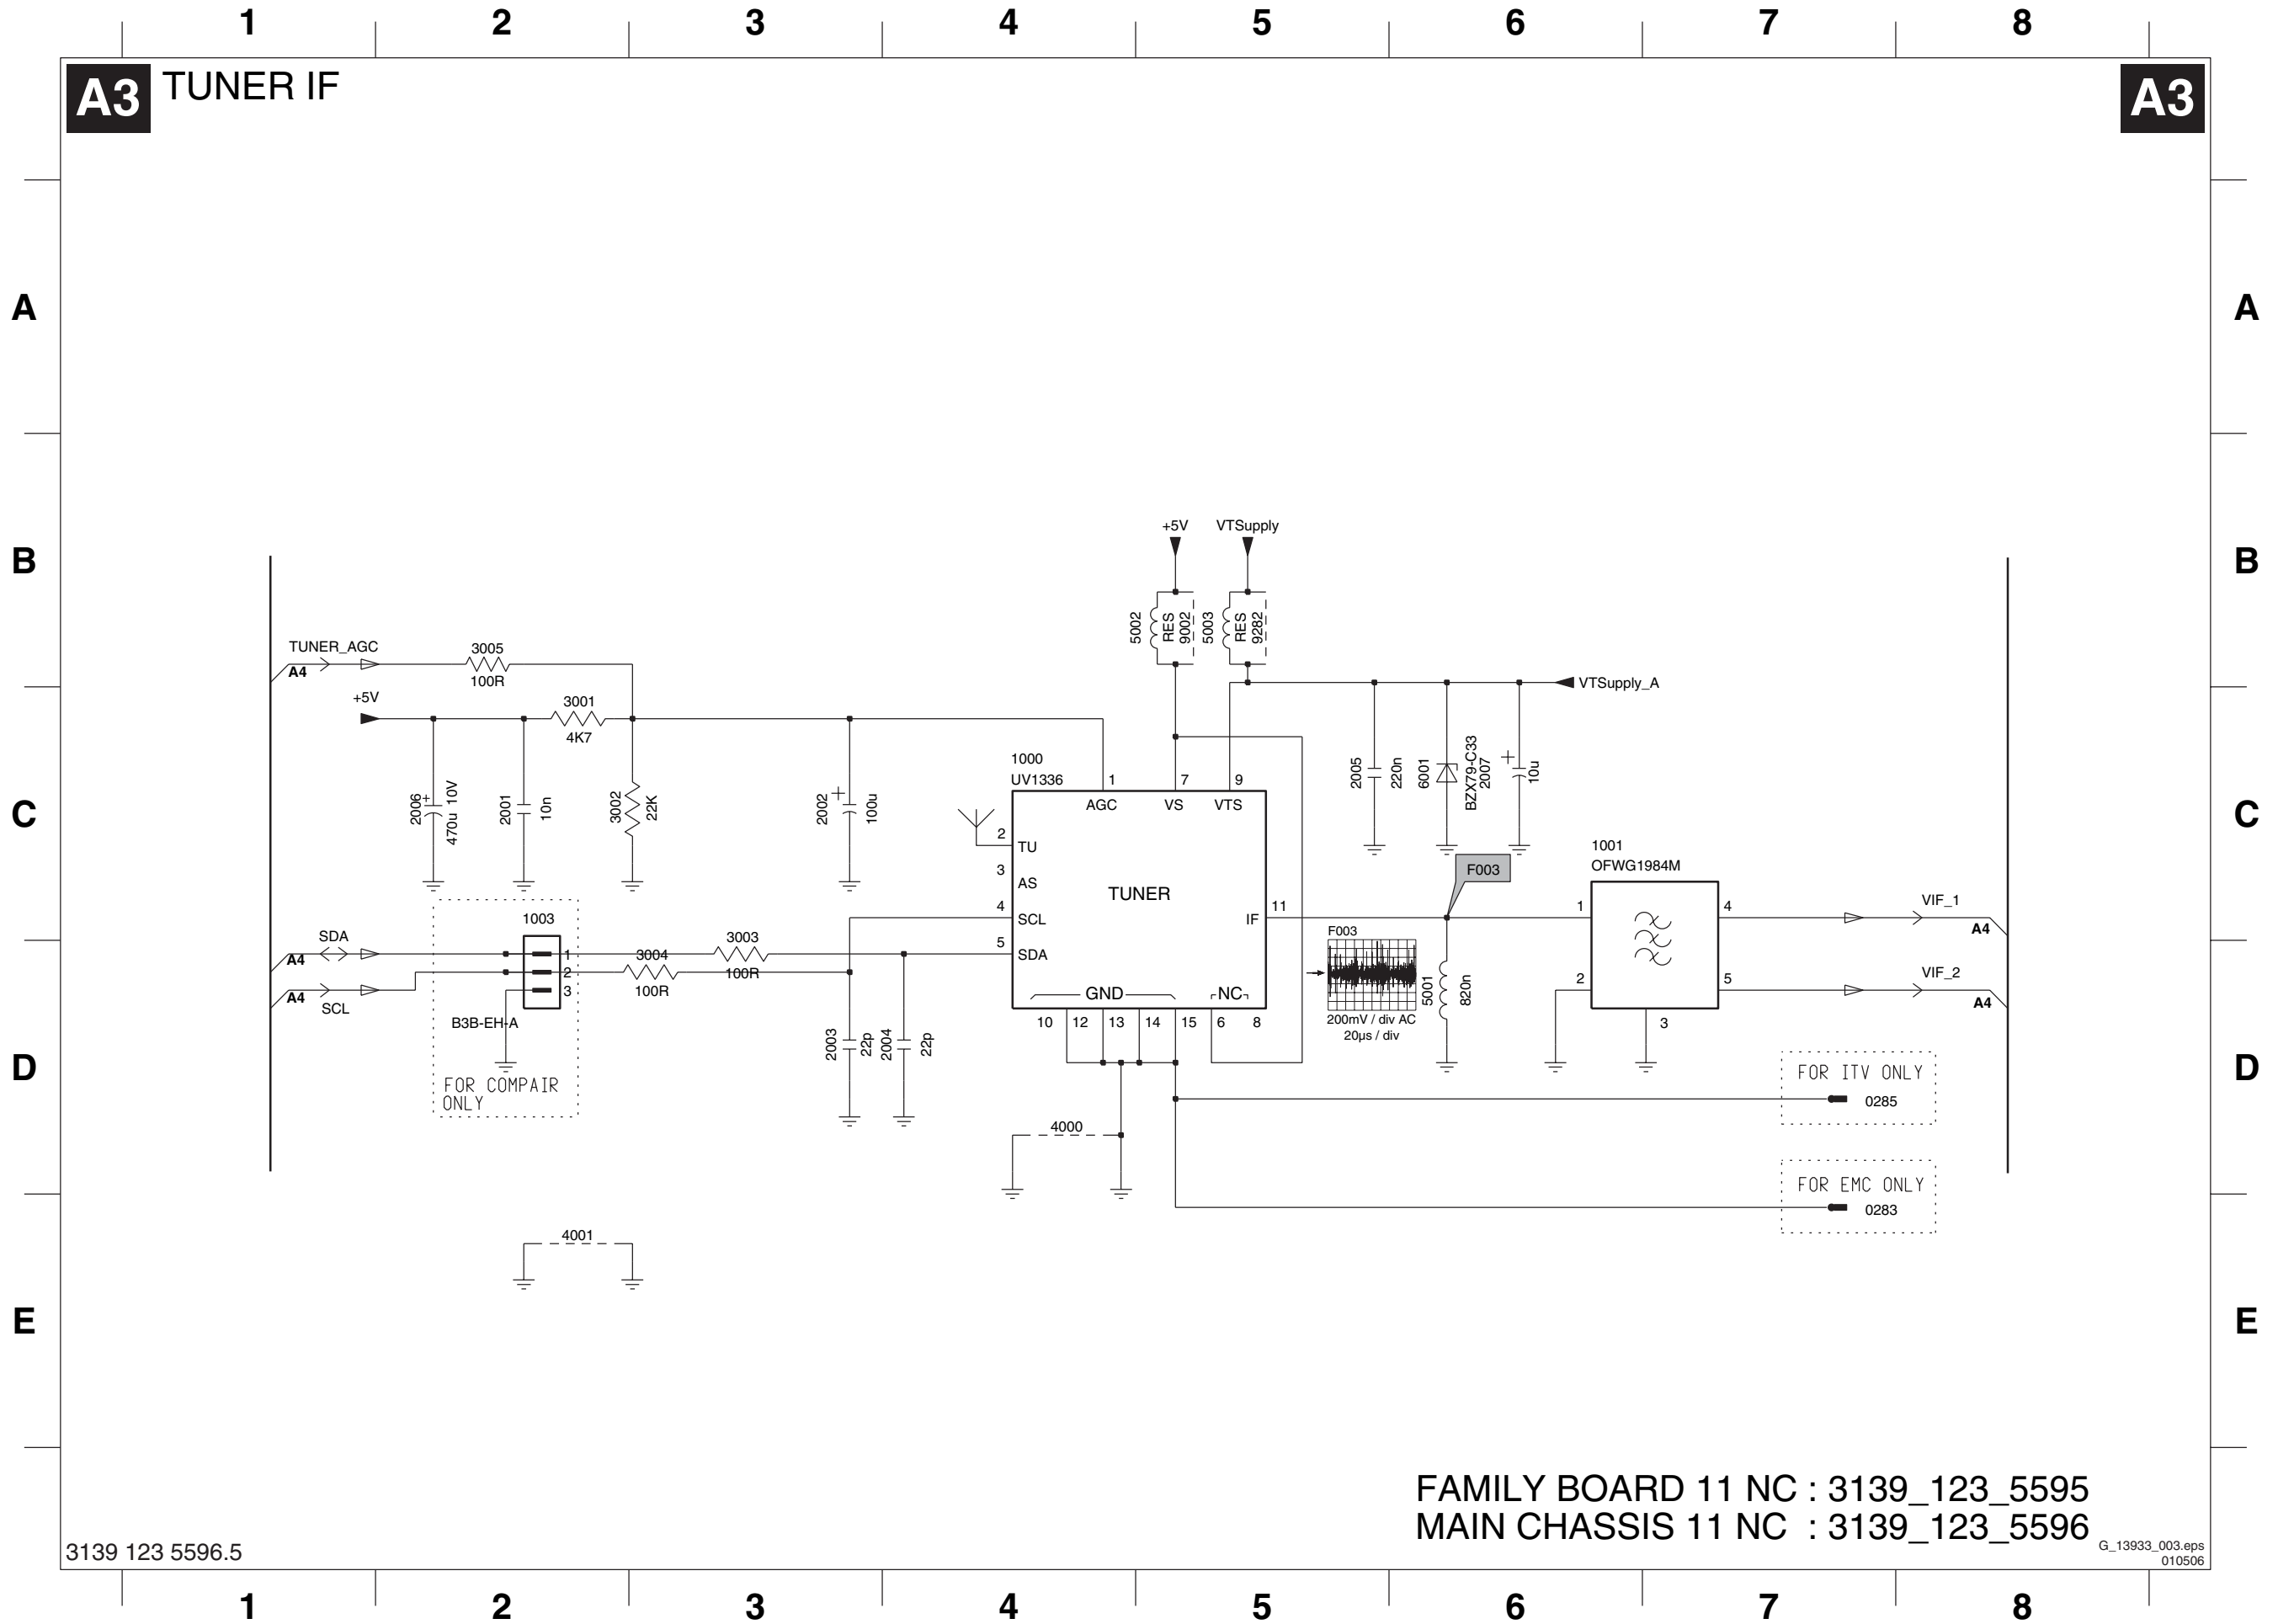 1 2 3 4 5 6 7 8
A3 TUNER IF A3
A A
B B
C C
D D
E E
+5V VTSupply
5002 RES 9002 5003 RES 9282
TUNER_AGC
A4
3005
100R
VTSupply_A
+5V
3001
4K7
2006 + 470u 10V
2001 10n
3002 22K
2002 + 100u
1000
UV1336
1 7 9
AGC VS VTS
2 TU
3 AS
4 SCL
5 SDA
TUNER
11 IF
GND NC
10 12 13 14 15 6 8
2005 220n
6001 BZX79-C33
2007 + 10u
F003
1001
OFWG1984M
1 4
2 5
3
VIF_1
A4
VIF_2
A4
F003
200mV / div AC
20µs / div
5001 820n
SDA
A4
A4
SCL
1003
1
2
3
B3B-EH-A
FOR COMPAIR
ONLY
3003
100R
3004
100R
2003 22p
2004 22p
FOR ITV ONLY
0285
4000
FOR EMC ONLY
0283
4001
FAMILY BOARD 11 NC : 3139_123_5595
MAIN CHASSIS 11 NC : 3139_123_5596
3139 123 5596.5
G_13933_003.eps
010506
1 2 3 4 5 6 7 8